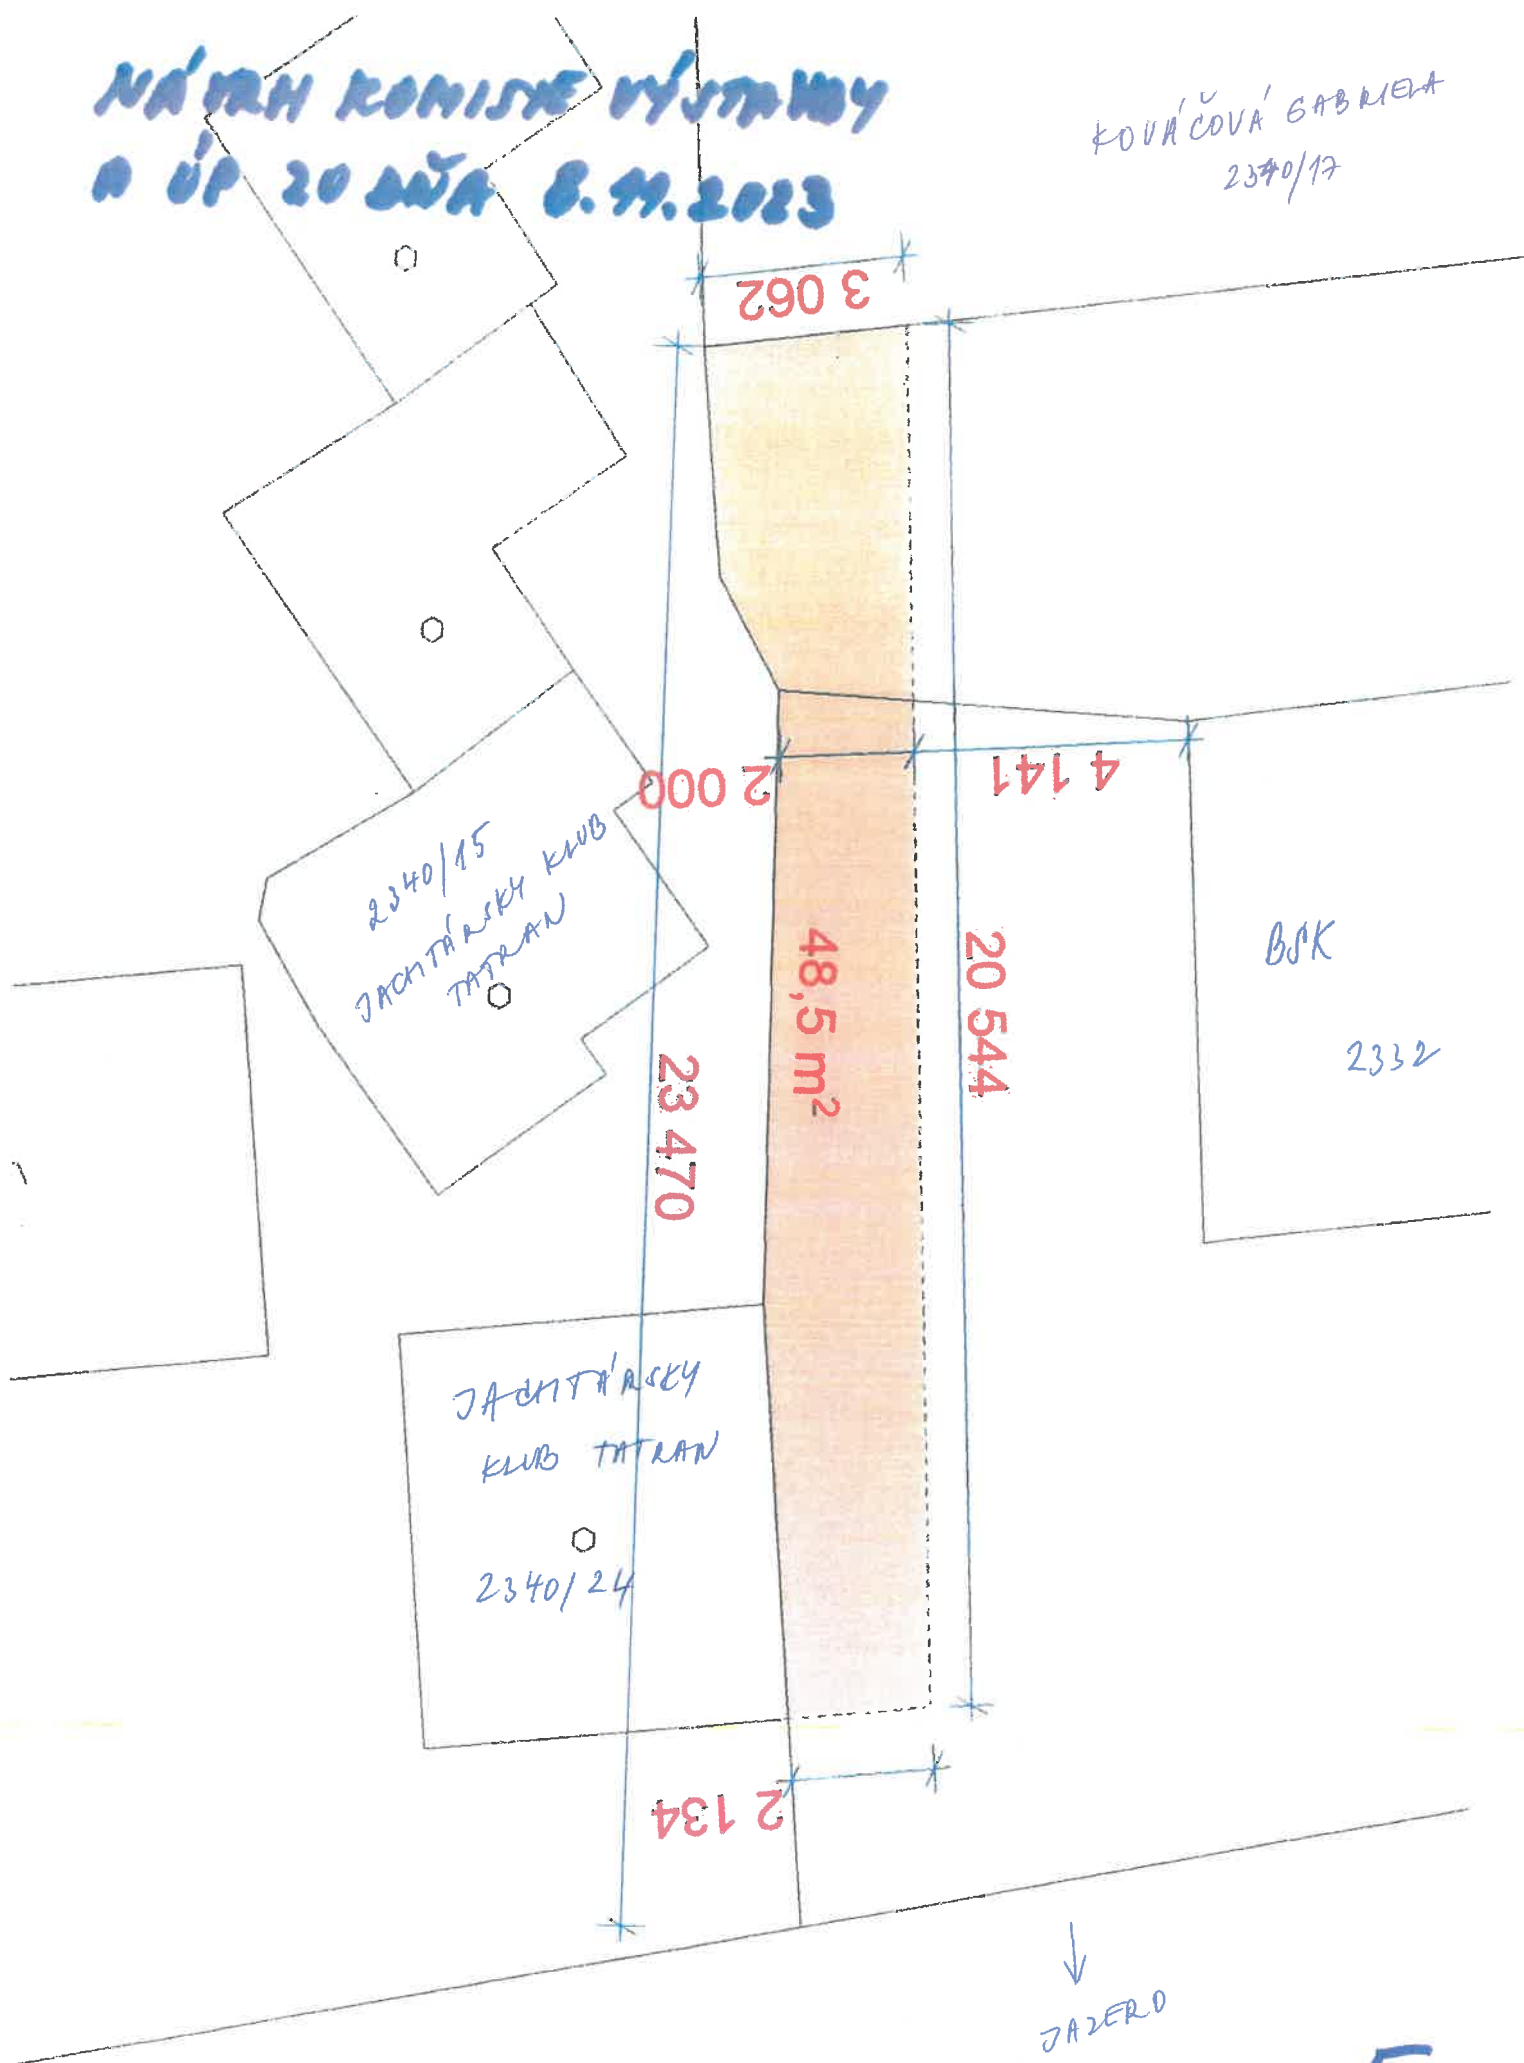 NÁVRH KOMISIE VÝSTAVBY
A ÚP ZO DŇA 8.11.2023
KOVÁČOVÁ GABRIELA
2340/17
3 062
2 000
4 141
2340/15
JACHTÁRSKY KLUB
TATRAN
48,5 m²
20 544
23 470
BSK
2332
JACHTÁRSKY
KLUB TATRAN
2340/24
2 134
JAZERO